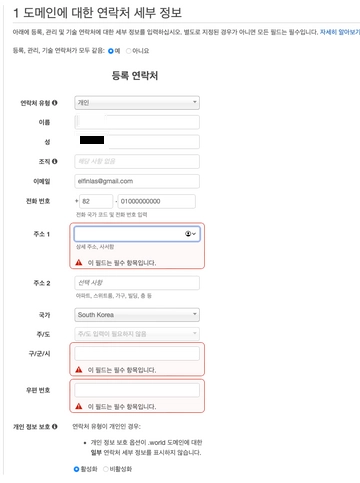 1 도메인에 대한 연락처 세부 정보
아래에 등록, 관리 및 기술 연락처에 대한 세부 정보를 입력하십시오. 별도로 지정된 경우가 아니면 모든 필드는 필수입니다. 자세히 알아보기
등록, 관리, 기술 연락처가 모두 같음: 예 아니요
등록 연락처
연락처 유형 개인
이름
성
조직 해당 사항 없음
이메일 elfinlas@gmail.com
전화 번호 + 82 - 01000000000
전화 국가 코드 및 전화 번호 입력
주소 1
상세 주소, 사서함
이 필드는 필수 항목입니다.
주소 2 선택 사항
아파트, 스위트룸, 가구, 빌딩, 층 등
국가 South Korea
주/도 주/도 입력이 필요하지 않음
구/군/시
이 필드는 필수 항목입니다.
우편 번호
이 필드는 필수 항목입니다.
개인 정보 보호 연락처 유형이 개인인 경우:
• 개인 정보 보호 옵션이 .world 도메인에 대한
일부 연락처 세부 정보를 표시하지 않습니다.
활성화 비활성화